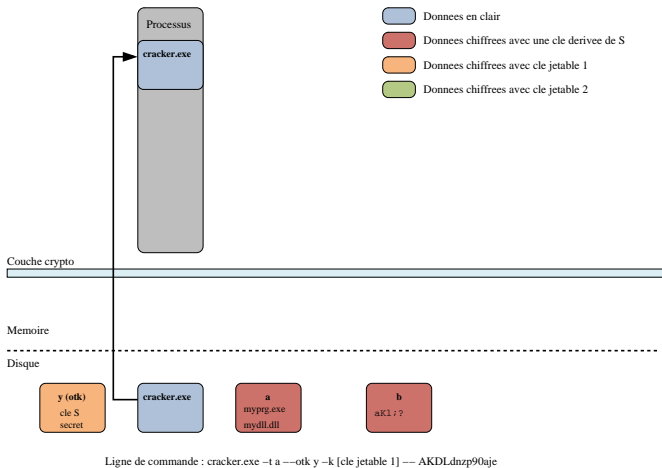 Processus
cracker.exe
Donnees en clair
Donnees chiffrees avec une cle derivee de S
Donnees chiffrees avec cle jetable 1
Donnees chiffrees avec cle jetable 2
Couche crypto
Memoire
Disque
y (otk)
cle S
secret
cracker.exe
a
myprg.exe
mydll.dll
b
aKl;?
Ligne de commande : cracker.exe −t a −−otk y −k [cle jetable 1] −− AKDLdnzp90aje